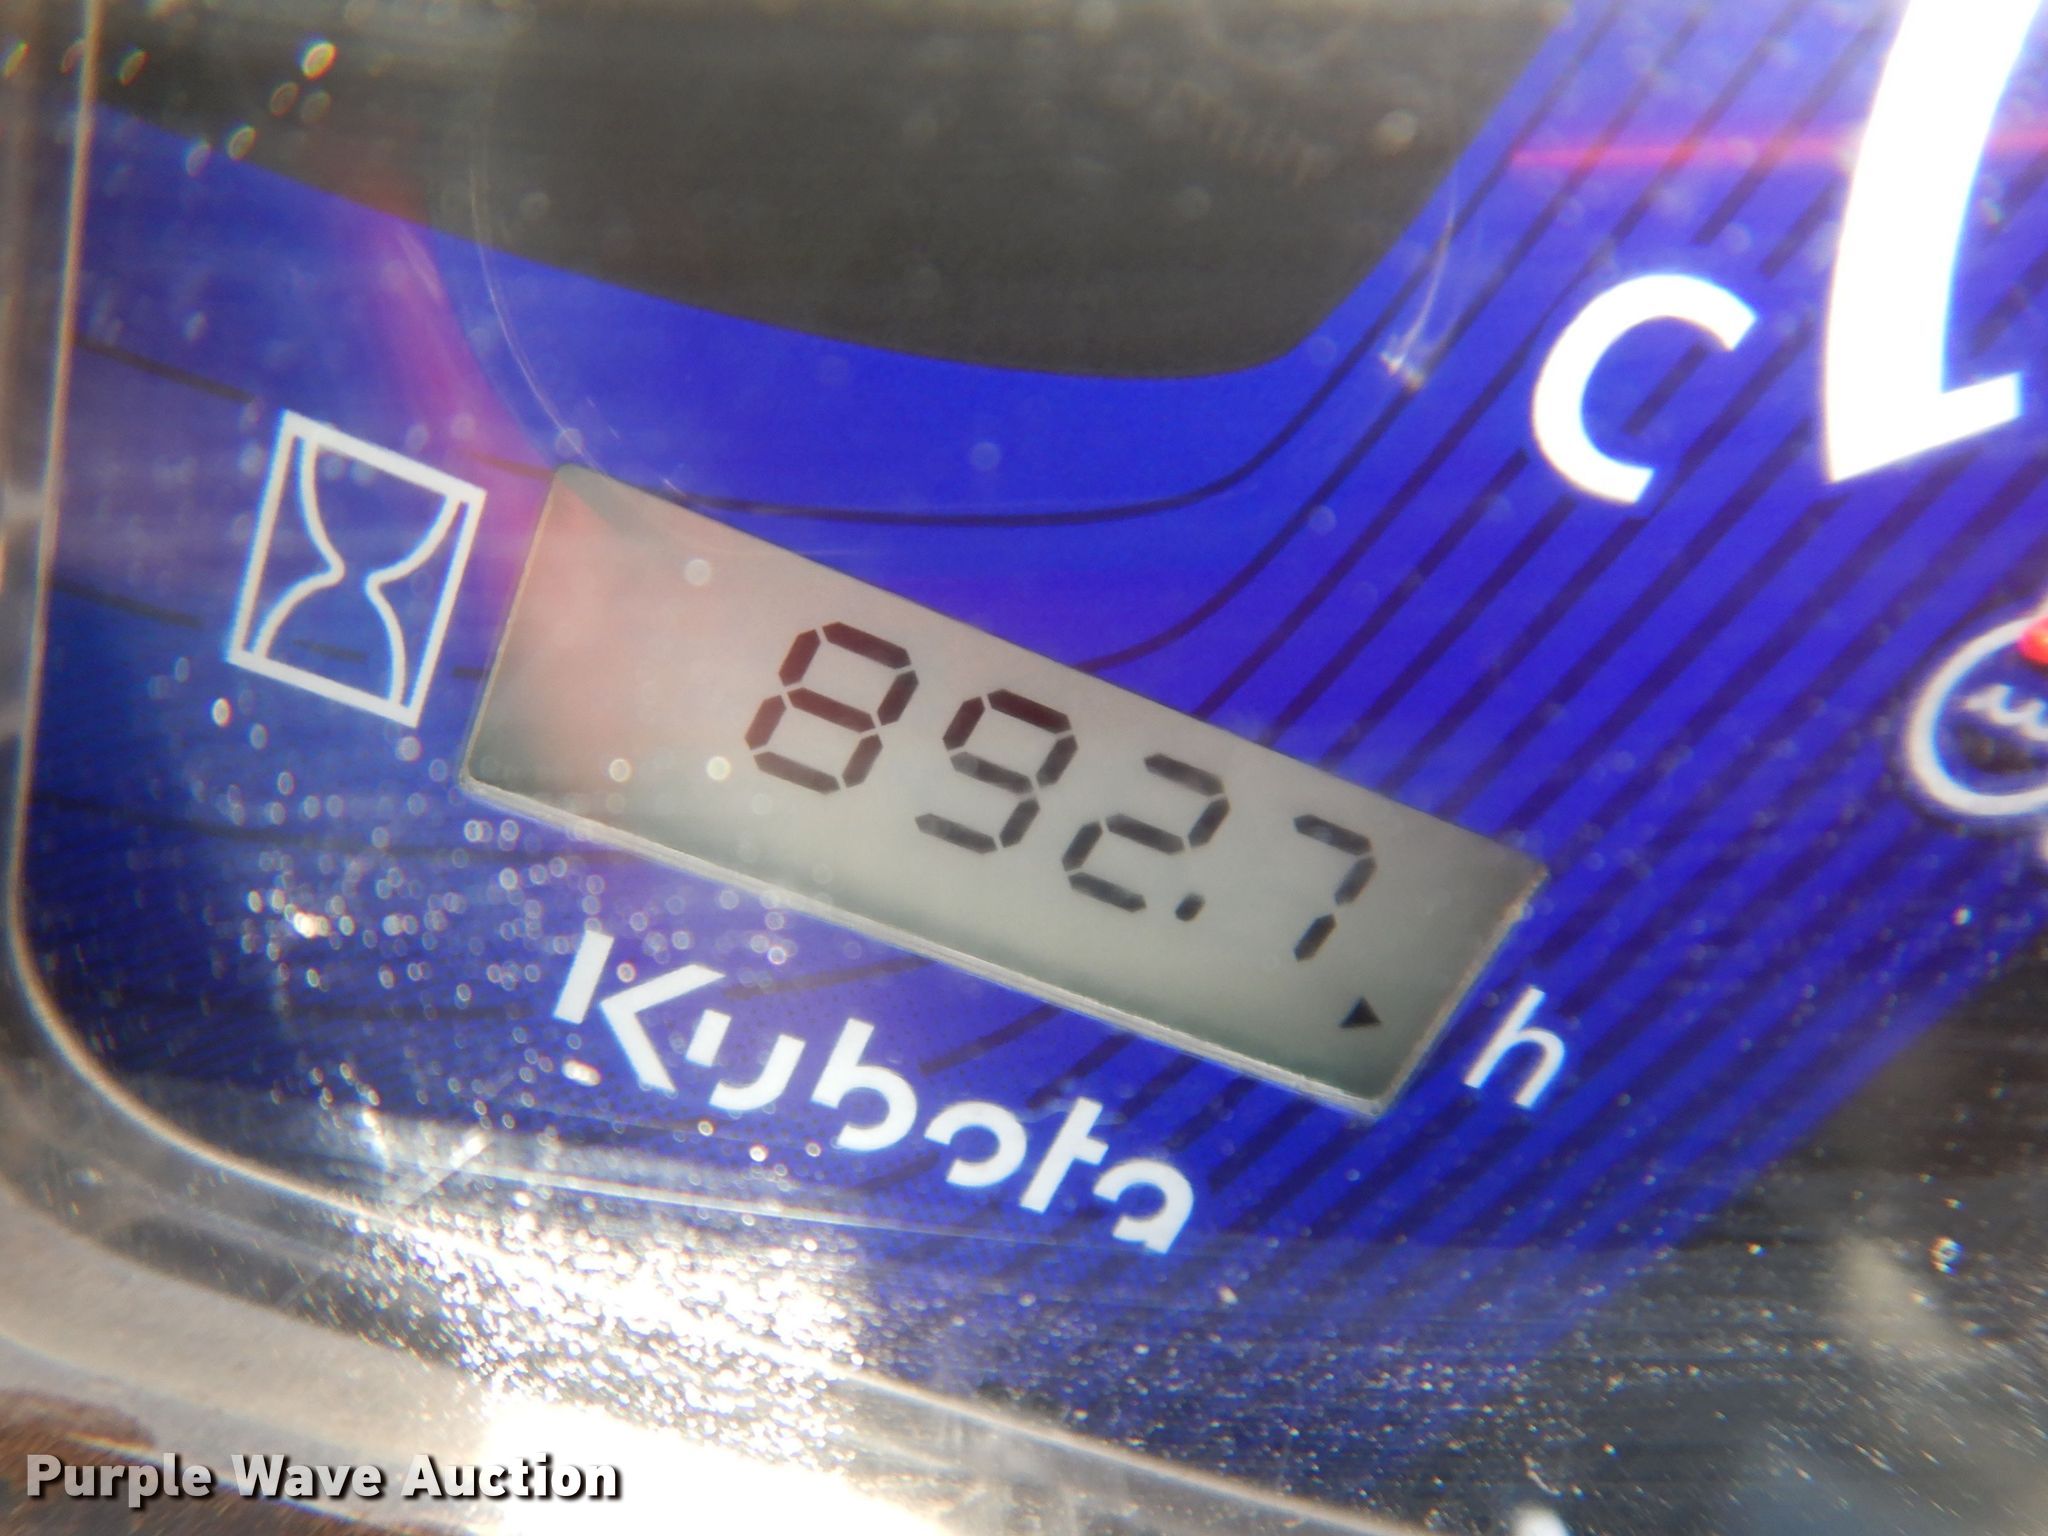 C
892.7
h
Kubota
Purple Wave Auction